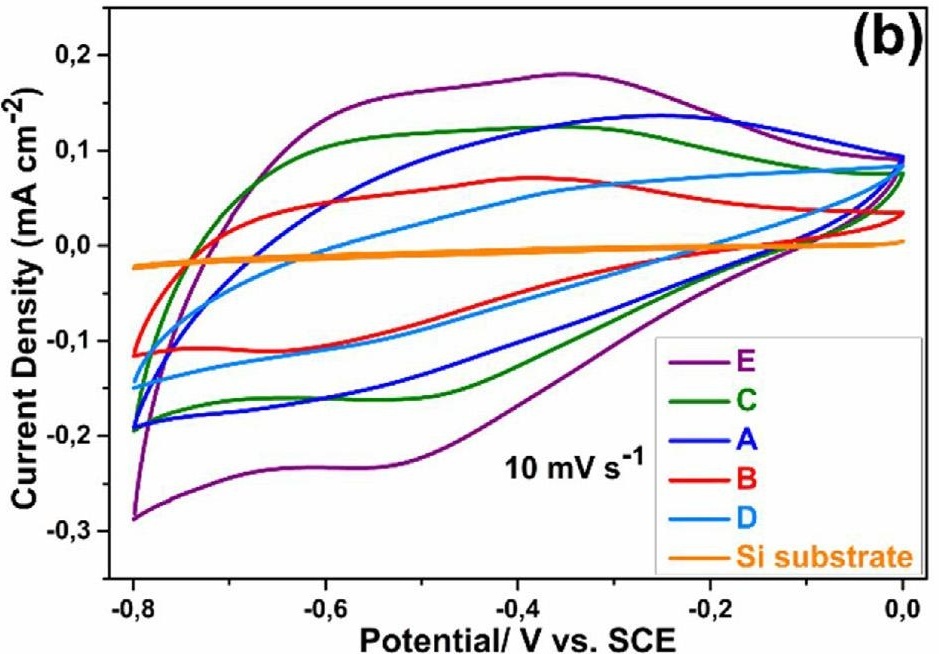 (b)
0,2
0,1
0,0
-0,1
-0,2
-0,3
Current Density (mA cm-2)
10 mV s-1
E
C
A
B
D
Si substrate
-0,8 -0,6 -0,4 -0,2 0,0
Potential/ V vs. SCE